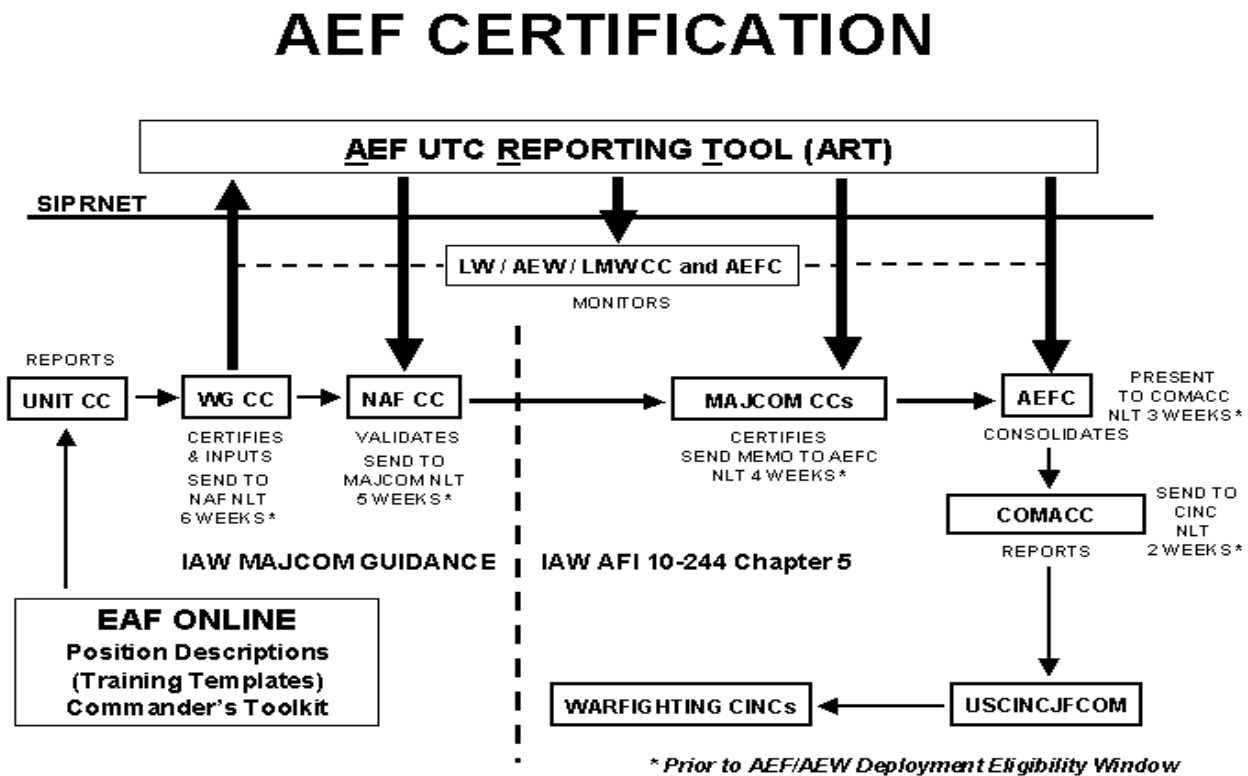 AEF CERTIFICATION
AEF UTC REPORTING TOOL (ART)
SIPRNET
LW / AEW / LMWCC and AEFC
MONITORS
REPORTS
UNIT CC
WG CC
CERTIFIES
& INPUTS
SEND TO
NAF NLT
6 WEEKS*
NAF CC
VALIDATES
SEND TO
MAJCOM NLT
5 WEEKS*
MAJCOM CCs
CERTIFIES
SEND MEMO TO AEFC
NLT 4 WEEKS*
AEFC
CONSOLIDATES
PRESENT
TO COMACC
NLT 3 WEEKS*
COMACC
REPORTS
SEND TO
CINC
NLT
2 WEEKS*
IAW MAJCOM GUIDANCE
IAW AFI 10-244 Chapter 5
EAF ONLINE
Position Descriptions
(Training Templates)
Commander's Toolkit
WARFIGHTING CINCs
USCINCJFCOM
* Prior to AEF/AEW Deployment Eligibility Window